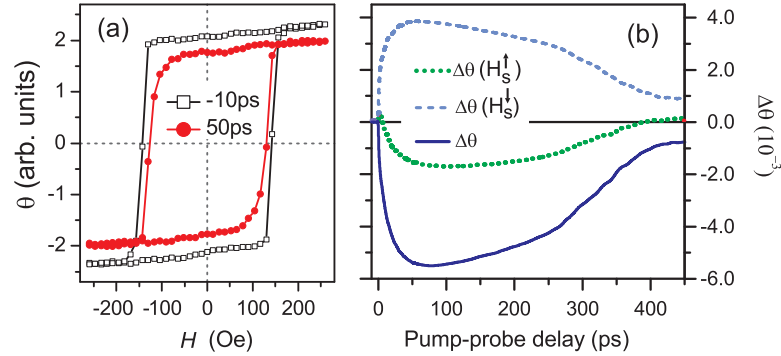 (a)
2
1
0
-1
-2
θ (arb. units)
-10ps
50ps
-200
-100
0
100
200
H (Oe)
(b)
Δθ (H↑S)
Δθ (H↓S)
Δθ
4.0
2.0
0.0
-2.0
-4.0
-6.0
Δθ (10⁻³)
0
100
200
300
400
Pump-probe delay (ps)